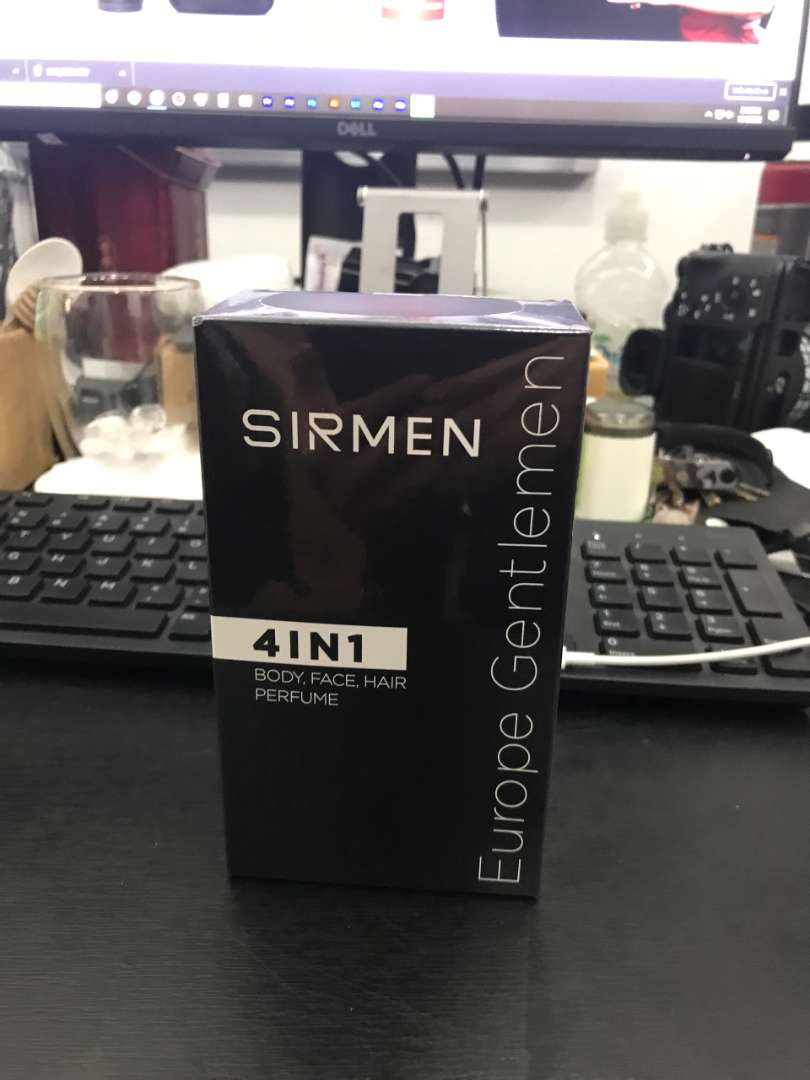 DELL
SIRMEN
4IN1
BODY, FACE, HAIR
PERFUME
Europe Gentlemen